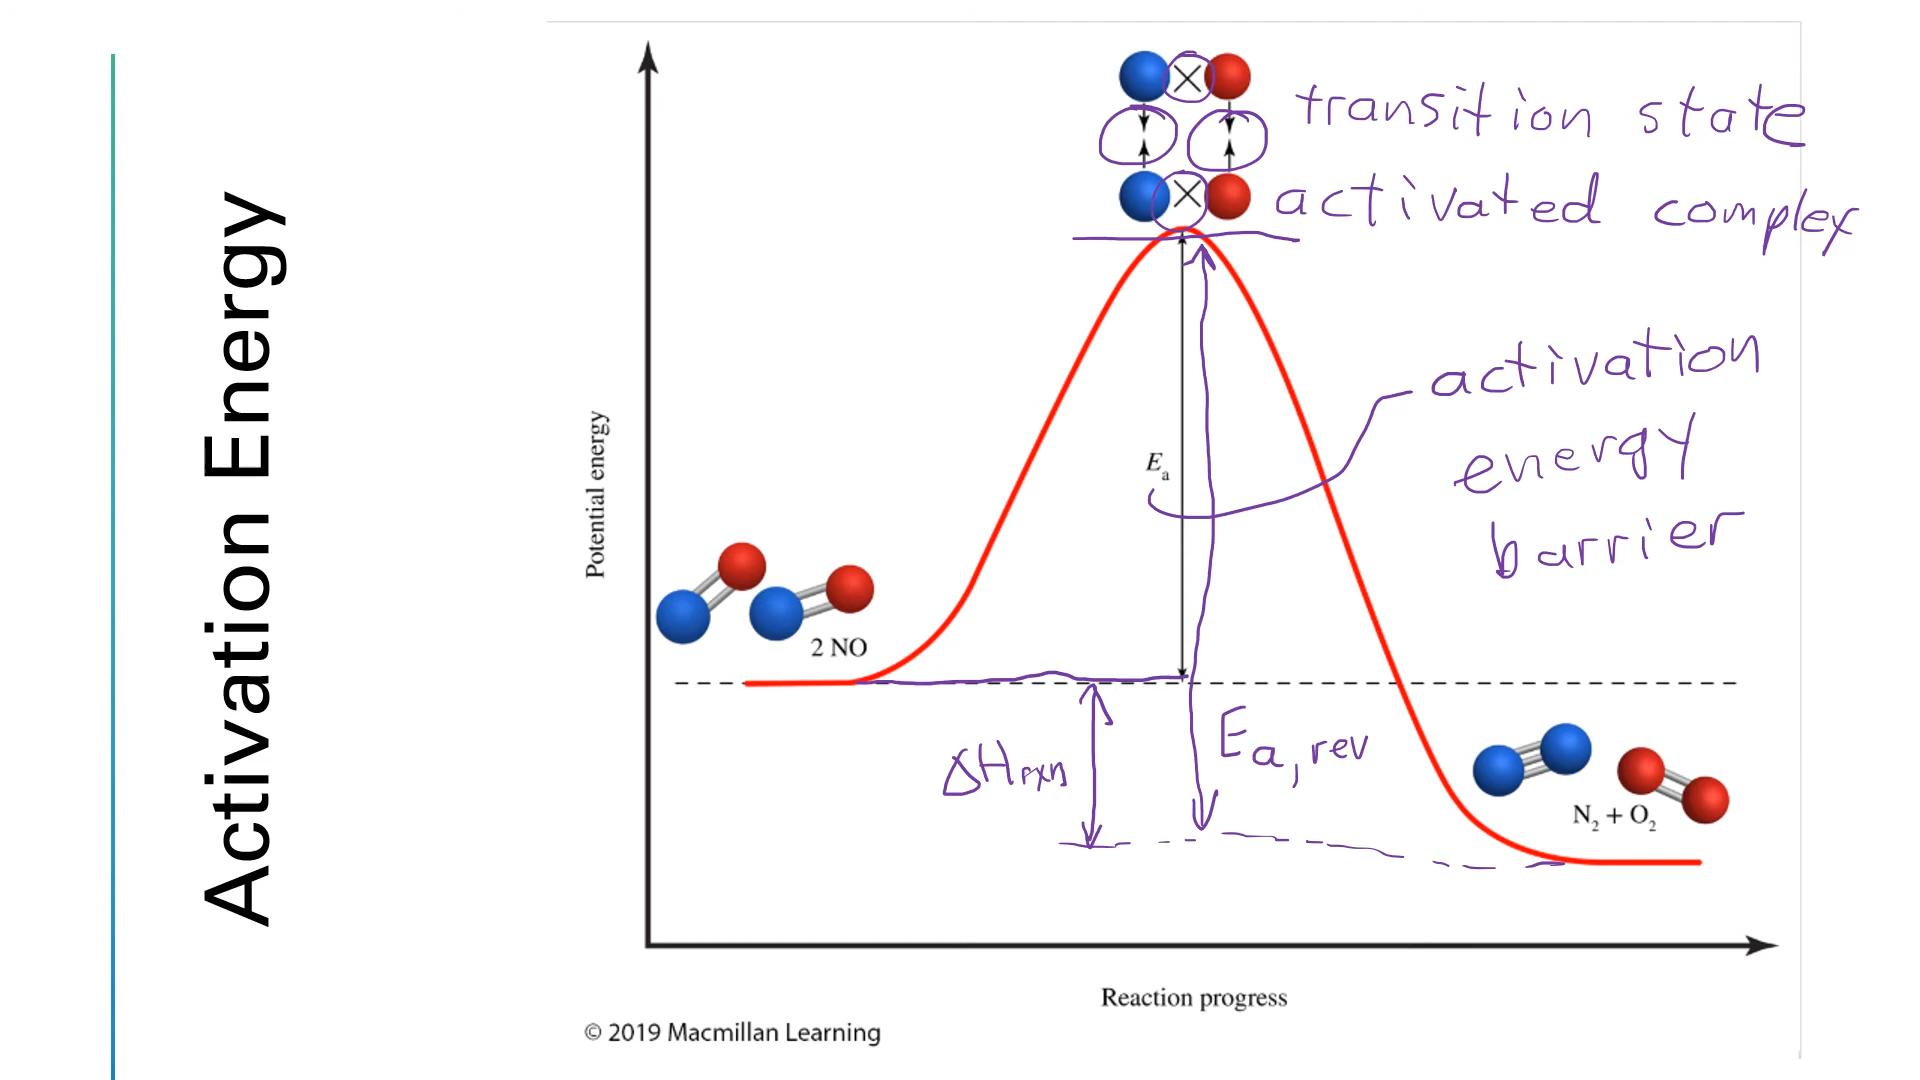 Activation Energy
transition state
activated complex
activation
energy
barrier
Potential energy
Eₐ
2 NO
ΔHrxn
Ea, rev
N₂ + O₂
Reaction progress
© 2019 Macmillan Learning